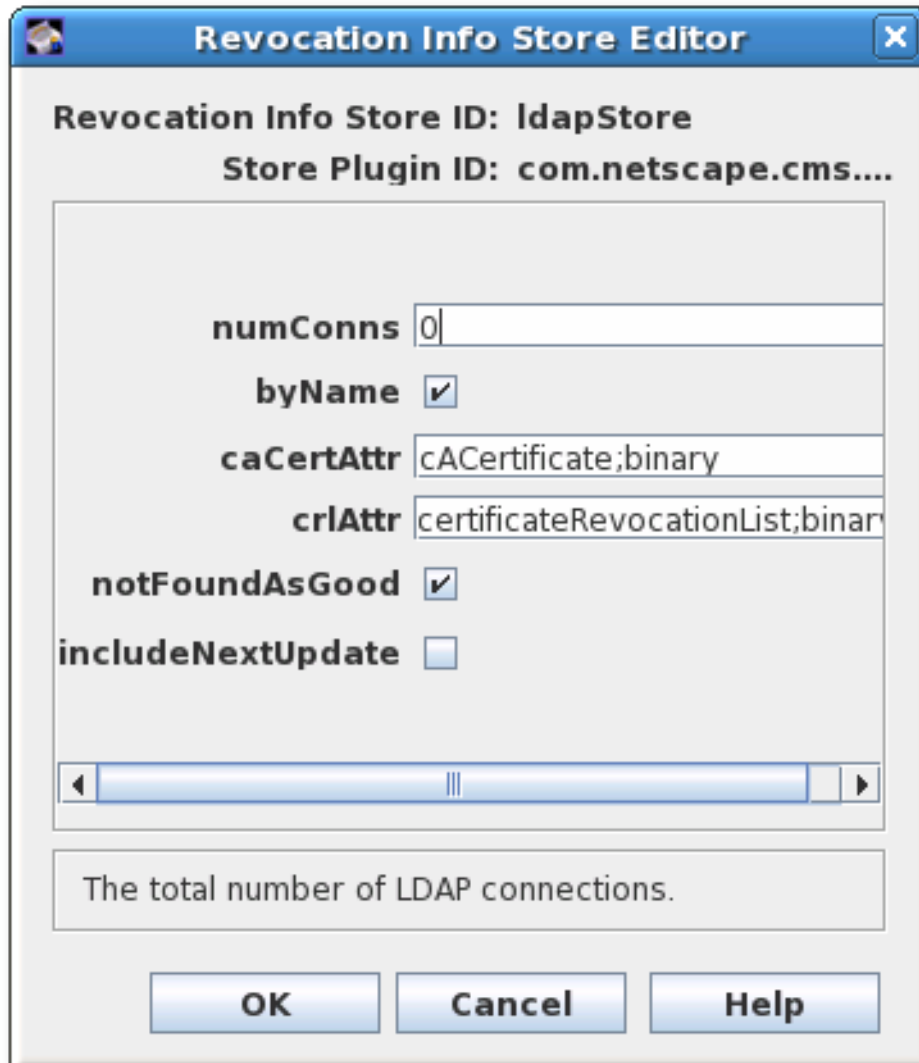 Revocation Info Store Editor
Revocation Info Store ID: ldapStore
Store Plugin ID: com.netscape.cms....
numConns 0
byName
caCertAttr cACertificate;binary
crlAttr certificateRevocationList;binary
notFoundAsGood
includeNextUpdate
The total number of LDAP connections.
OK Cancel Help